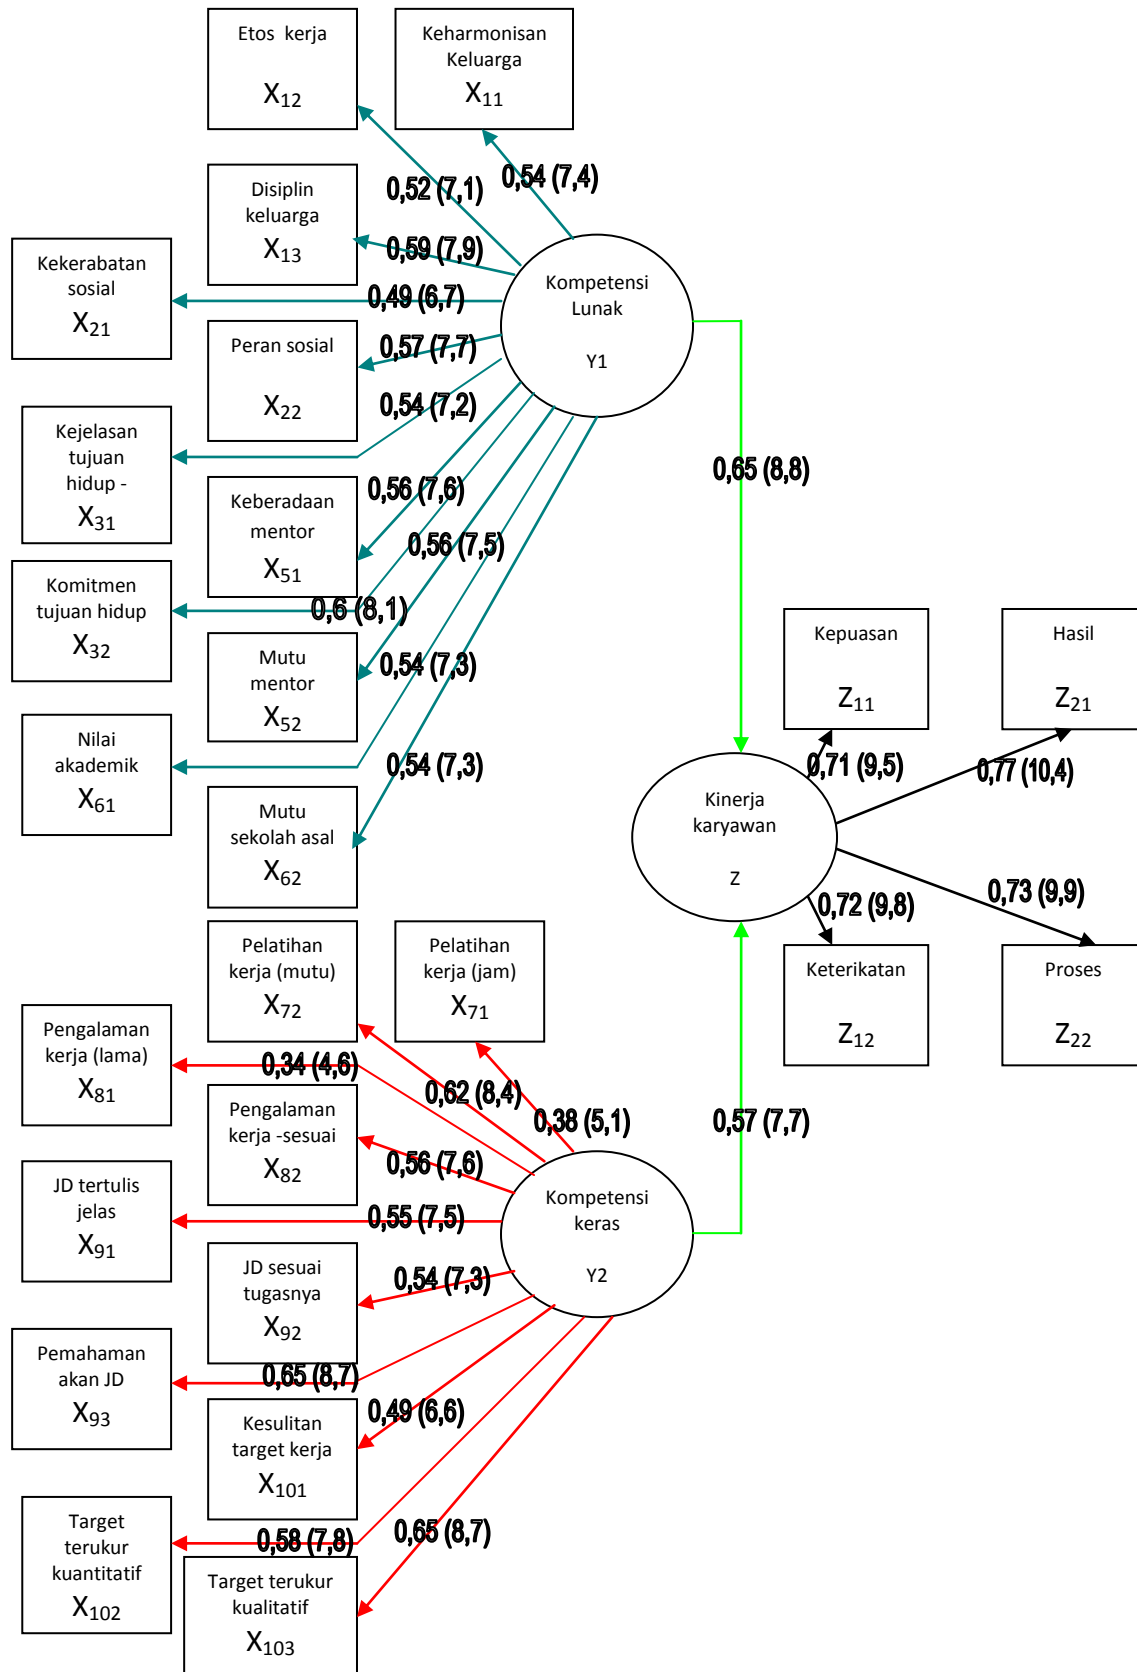 Etos kerja
X12
Keharmonisan
Keluarga
X11
0,52 (7,1)
0,54 (7,4)
Disiplin
keluarga
X13
0,59 (7,9)
Kekerabatan
sosial
X21
0,49 (6,7)
Kompetensi
Lunak
Y1
Peran sosial
X22
0,57 (7,7)
0,54 (7,2)
Kejelasan
tujuan
hidup -
X31
0,65 (8,8)
Keberadaan
mentor
X51
0,56 (7,6)
0,56 (7,5)
Komitmen
tujuan hidup
X32
0,6 (8,1)
Mutu
mentor
X52
0,54 (7,3)
Nilai
akademik
X61
0,54 (7,3)
Mutu
sekolah asal
X62
Kepuasan
Z11
Hasil
Z21
0,71 (9,5)
0,77 (10,4)
Kinerja
karyawan
Z
0,72 (9,8)
0,73 (9,9)
Keterikatan
Z12
Proses
Z22
Pelatihan
kerja (mutu)
X72
Pelatihan
kerja (jam)
X71
Pengalaman
kerja (lama)
X81
0,34 (4,6)
0,62 (8,4)
0,38 (5,1)
0,57 (7,7)
Pengalaman
kerja -sesuai
X82
0,56 (7,6)
JD tertulis
jelas
X91
0,55 (7,5)
Kompetensi
keras
Y2
JD sesuai
tugasnya
X92
0,54 (7,3)
Pemahaman
akan JD
X93
0,65 (8,7)
Kesulitan
target kerja
X101
0,49 (6,6)
Target
terukur
kuantitatif
X102
0,58 (7,8)
0,65 (8,7)
Target terukur
kualitatif
X103